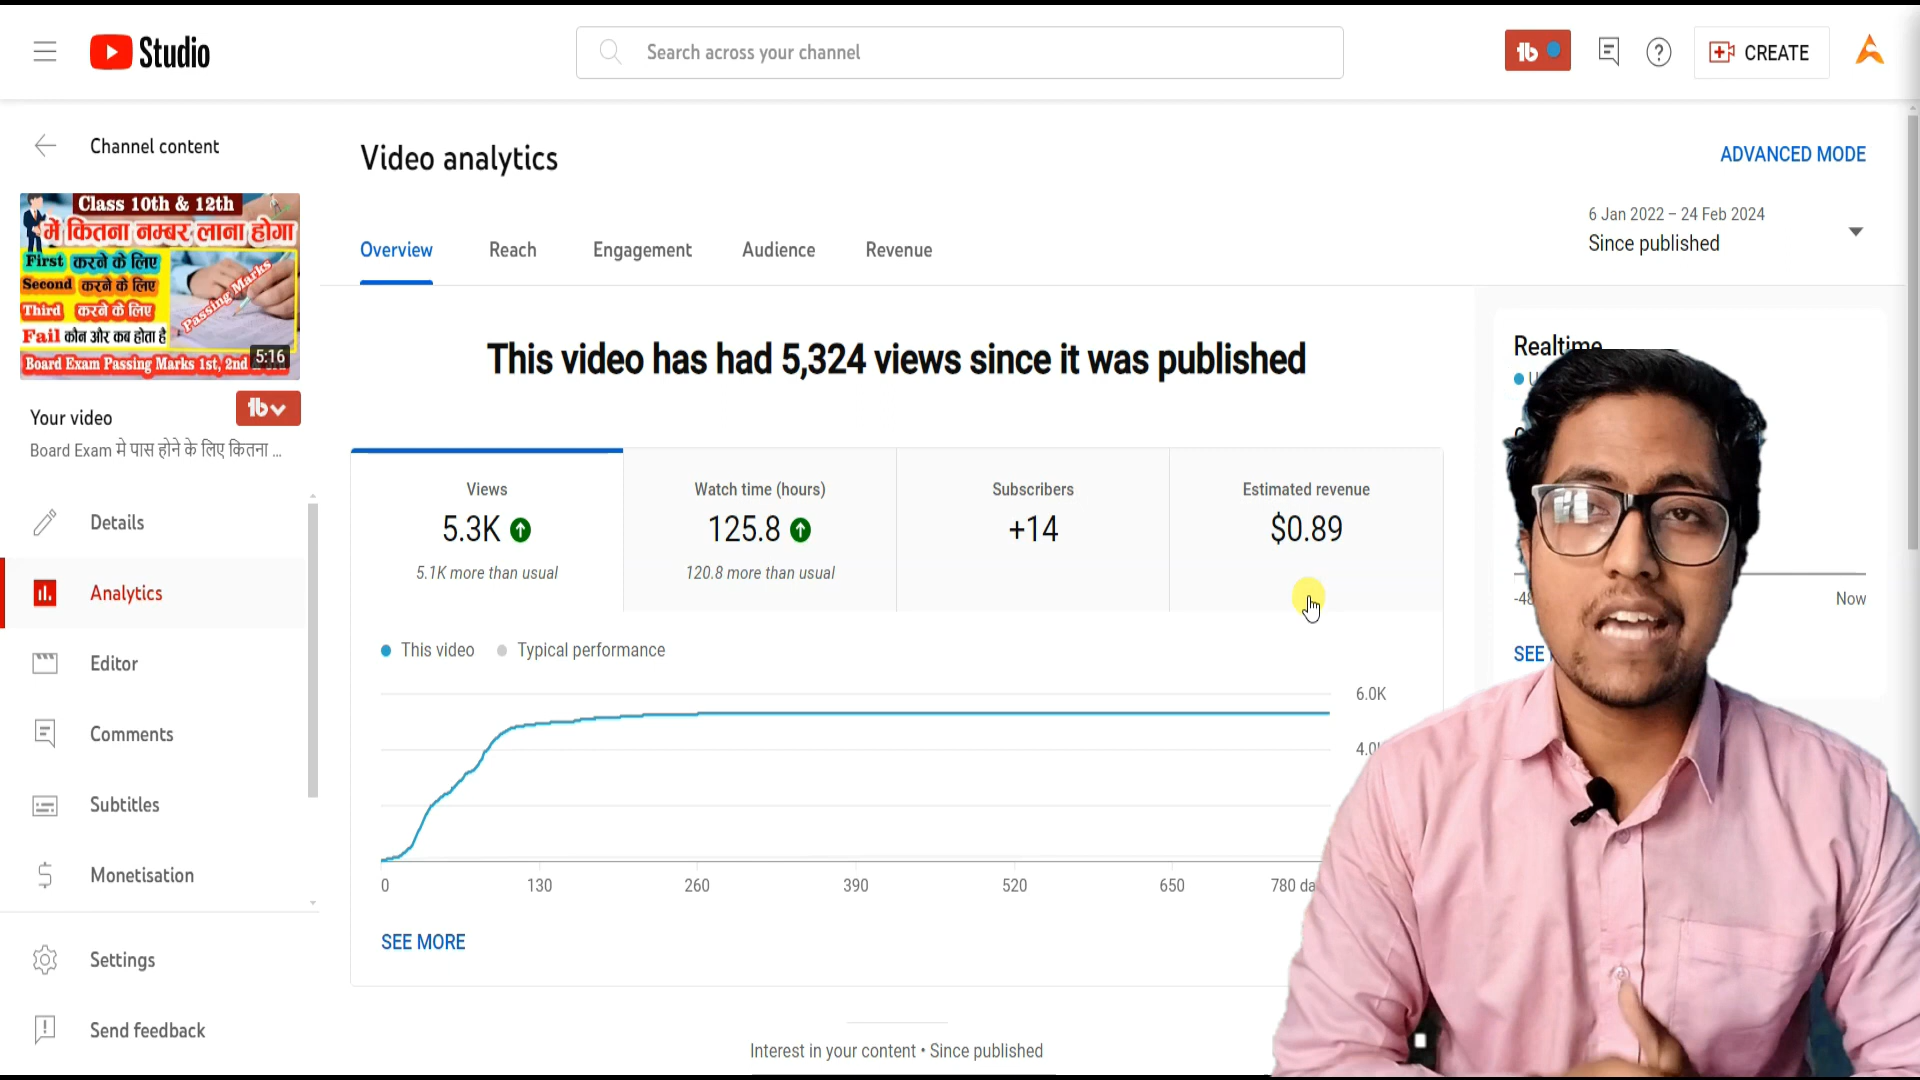 Studio
Search across your channel
CREATE
Channel content
Class 10th & 12th
में कितना नम्बर लाना होगा
First करने के लिए
Second करने के लिए
Third करने के लिए
Fail कौन और कब होता है
Passing Marks
5:16
Board Exam Passing Marks 1st, 2nd
Your video
Board Exam मे पास होने के लिए कितना ...
Details
Analytics
Editor
Comments
Subtitles
Monetisation
Settings
Send feedback
Video analytics
ADVANCED MODE
6 Jan 2022 – 24 Feb 2024
Since published
Overview Reach Engagement Audience Revenue
This video has had 5,324 views since it was published
Views
5.3K
5.1K more than usual
Watch time (hours)
125.8
120.8 more than usual
Subscribers
+14
Estimated revenue
$0.89
This video Typical performance
6.0K
0 130 260 390 520 650 780
SEE MORE
Interest in your content • Since published
Realtime
Now
SEE